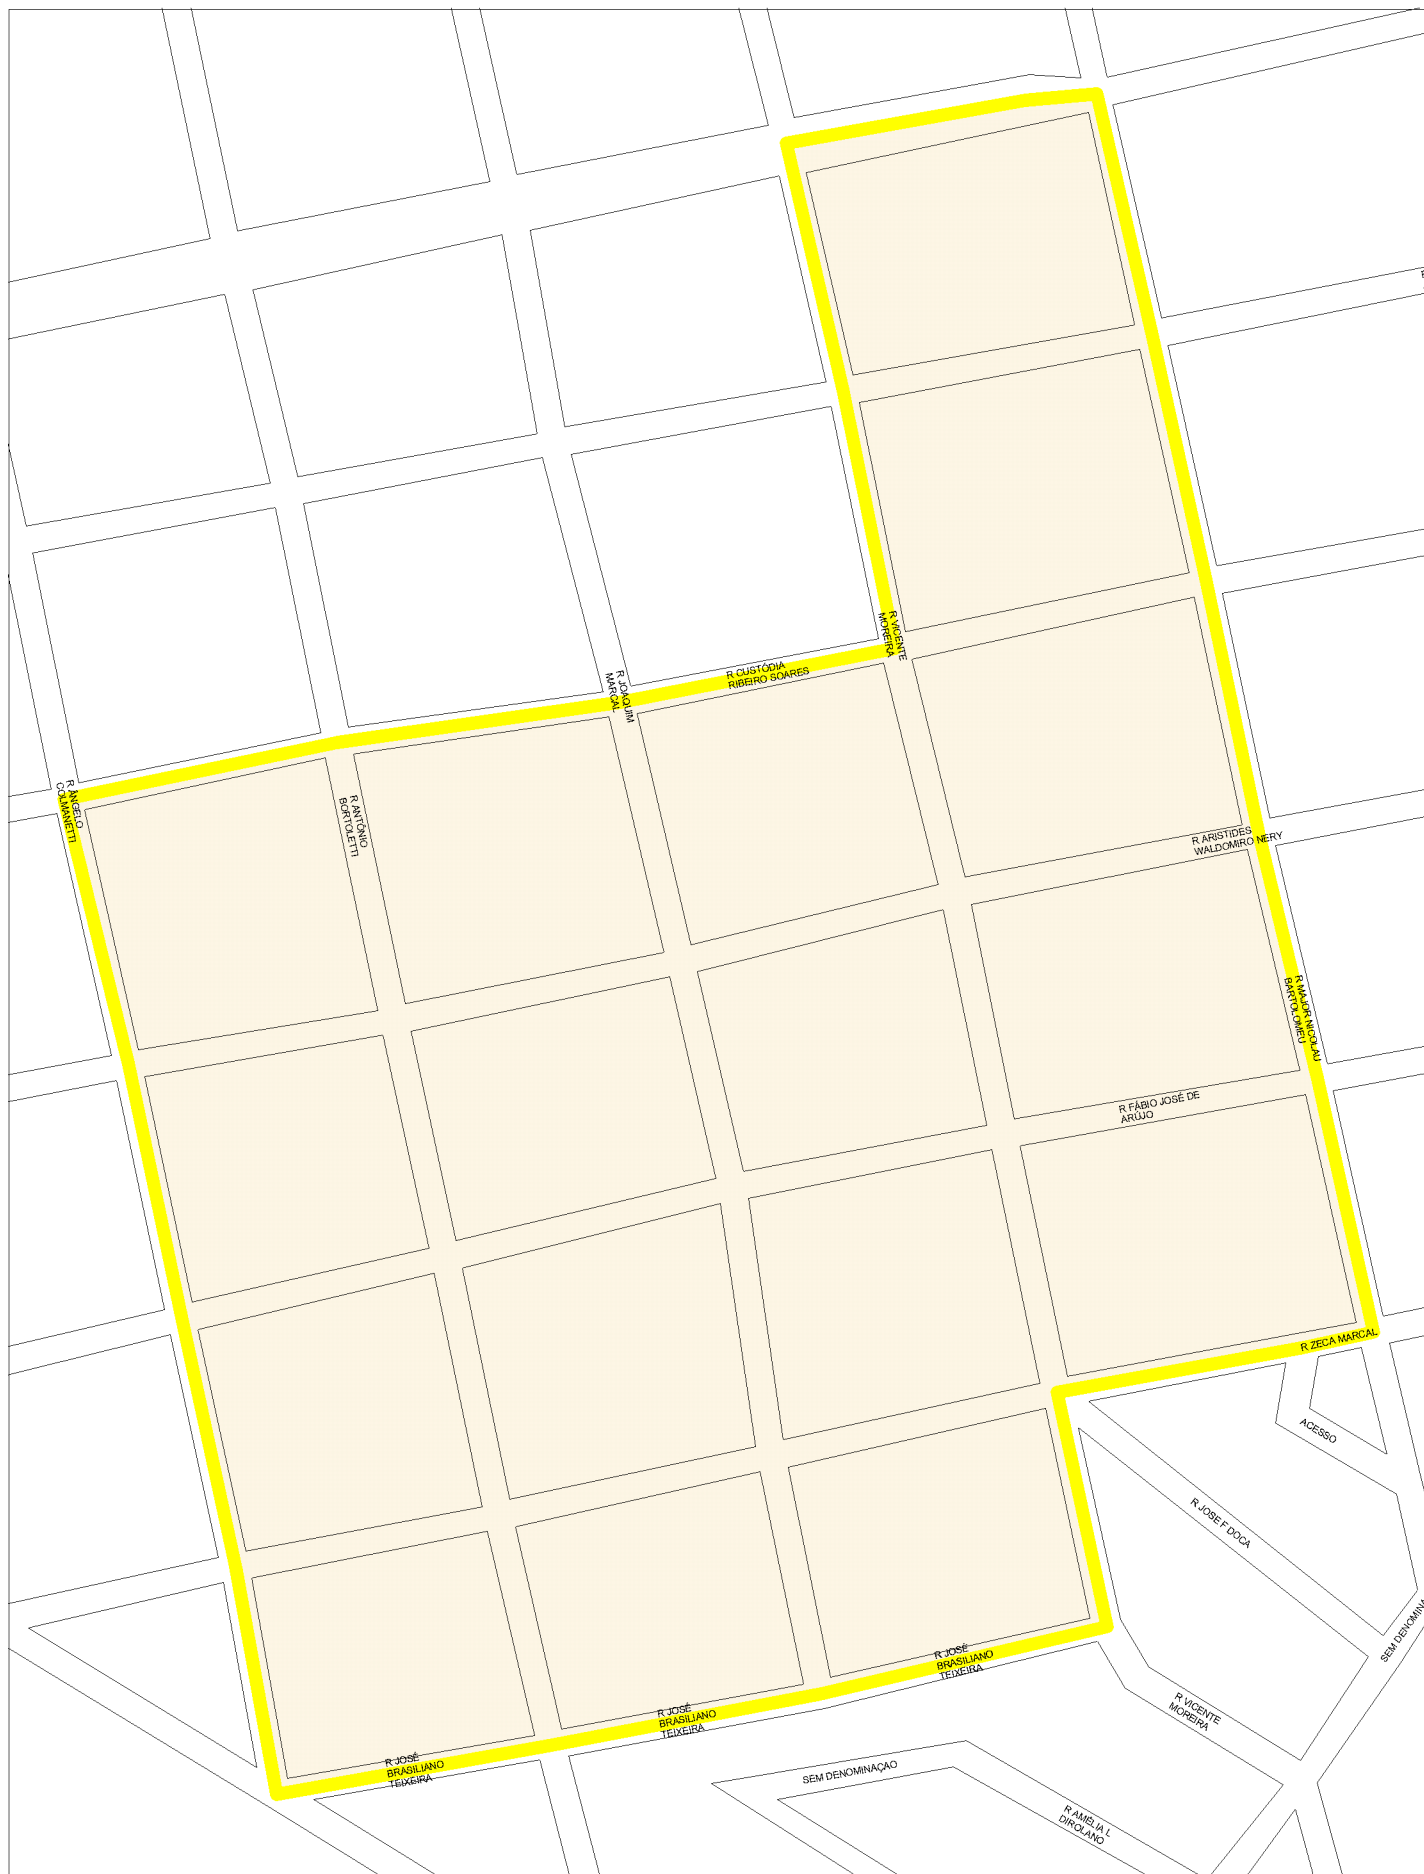 R VICENTE
MOREIRA
R CUSTÓDIA
RIBEIRO SOARES
R JOAQUIM
MARCAL
R ÂNGELO
COLMANETTI
R ANTÔNIO
BORTOLETTI
R ARISTIDES
WALDOMIRO NERY
R MAJOR NICOLAU
BARTOLOMEU
R FÁBIO JOSÉ DE
ARÚJO
R ZECA MARCAL
ACESSO
R JOSE F DOCA
SEM DENOMINA
R JOSÉ
BRASILIANO
TEIXEIRA
R VICENTE
MOREIRA
R JOSÉ
BRASILIANO
TEIXEIRA
R JOSÉ
BRASILIANO
TEIXEIRA
SEM DENOMINAÇAO
R AMÉLIA L
DIROLANO